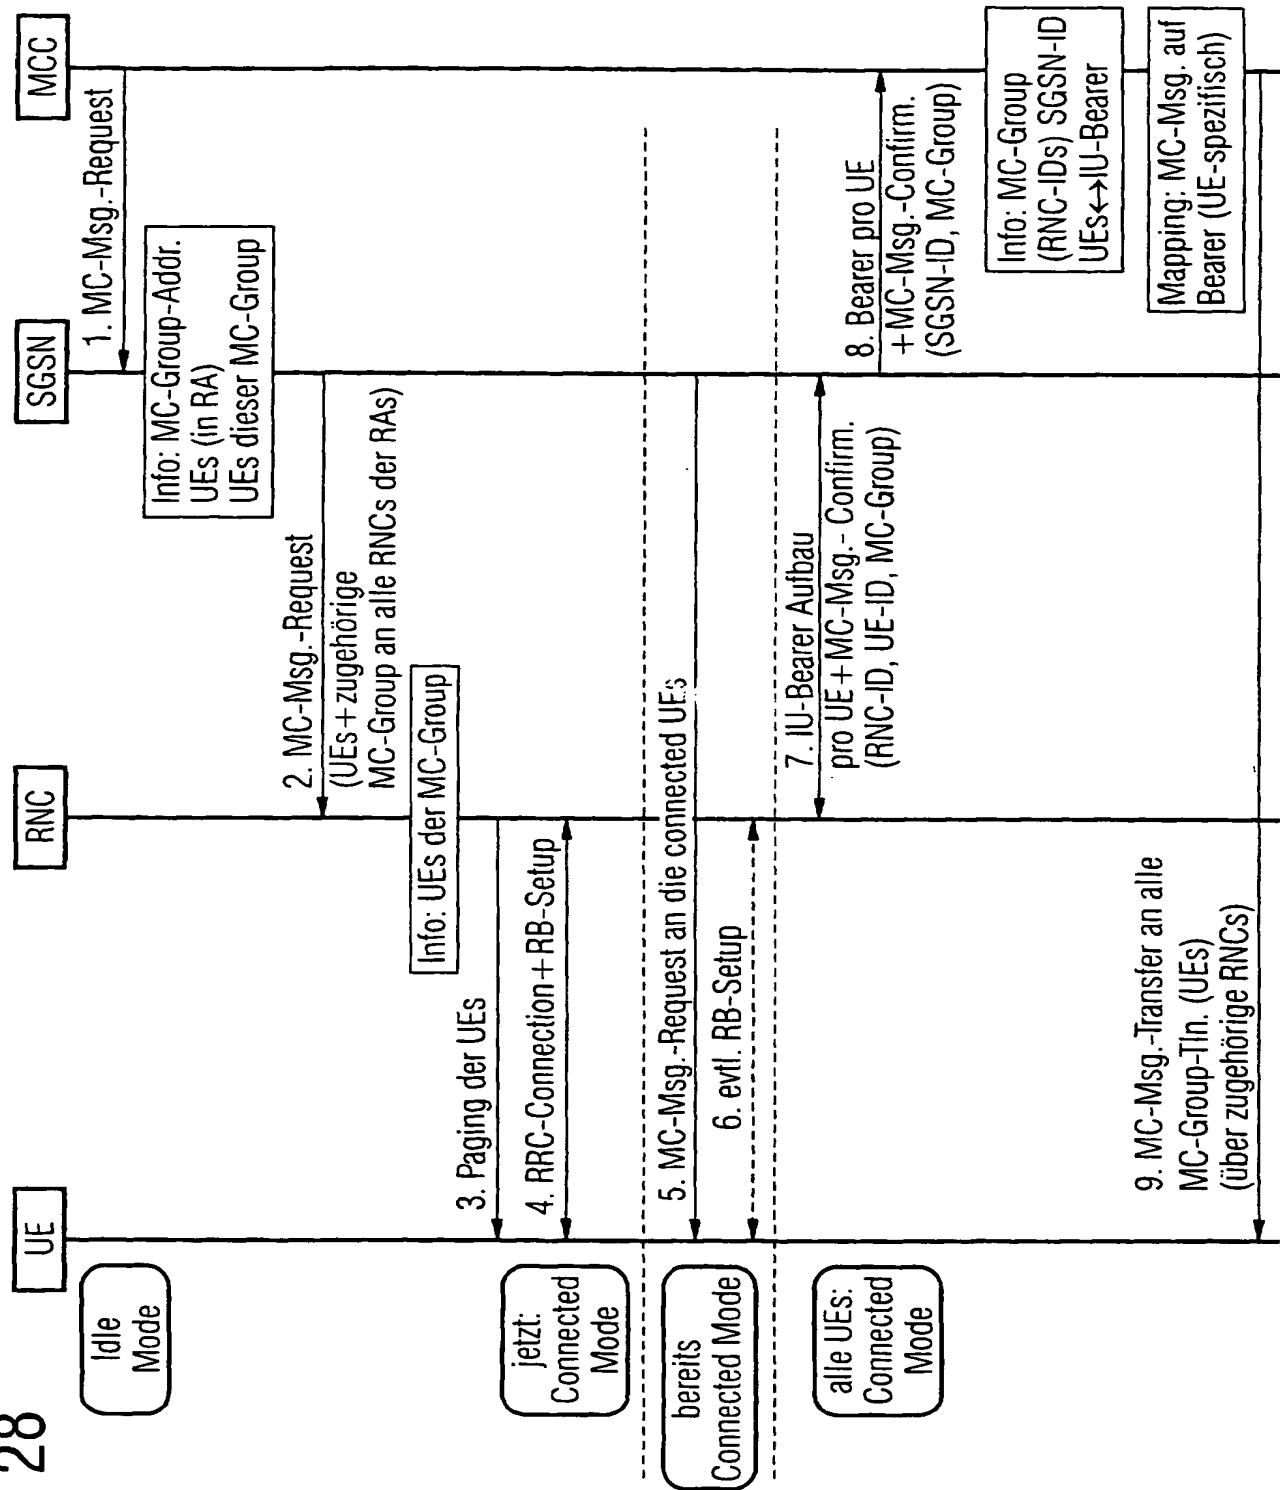 28
UE
RNC
SGSN
MCC
Idle
Mode
1. MC-Msg.-Request
Info: MC-Group-Addr.
UEs (in RA)
UEs dieser MC-Group
2. MC-Msg.-Request
(UEs+zugehörige
MC-Group an alle RNCs der RAs)
Info: UEs der MC-Group
3. Paging der UEs
jetzt:
Connected
Mode
4. RRC-Connection+RB-Setup
bereits
Connected Mode
5. MC-Msg.-Request an die connected UEs
6. evtl. RB-Setup
alle UEs:
Connected
Mode
7. IU-Bearer Aufbau
pro UE+MC-Msg.- Confirm.
(RNC-ID, UE-ID, MC-Group)
8. Bearer pro UE
+MC-Msg.-Confirm.
(SGSN-ID, MC-Group)
Info: MC-Group
(RNC-IDs) SGSN-ID
UEs↔IU-Bearer
Mapping: MC-Msg. auf
Bearer (UE-spezifisch)
9. MC-Msg.-Transfer an alle
MC-Group-Tln. (UEs)
(über zugehörige RNCs)